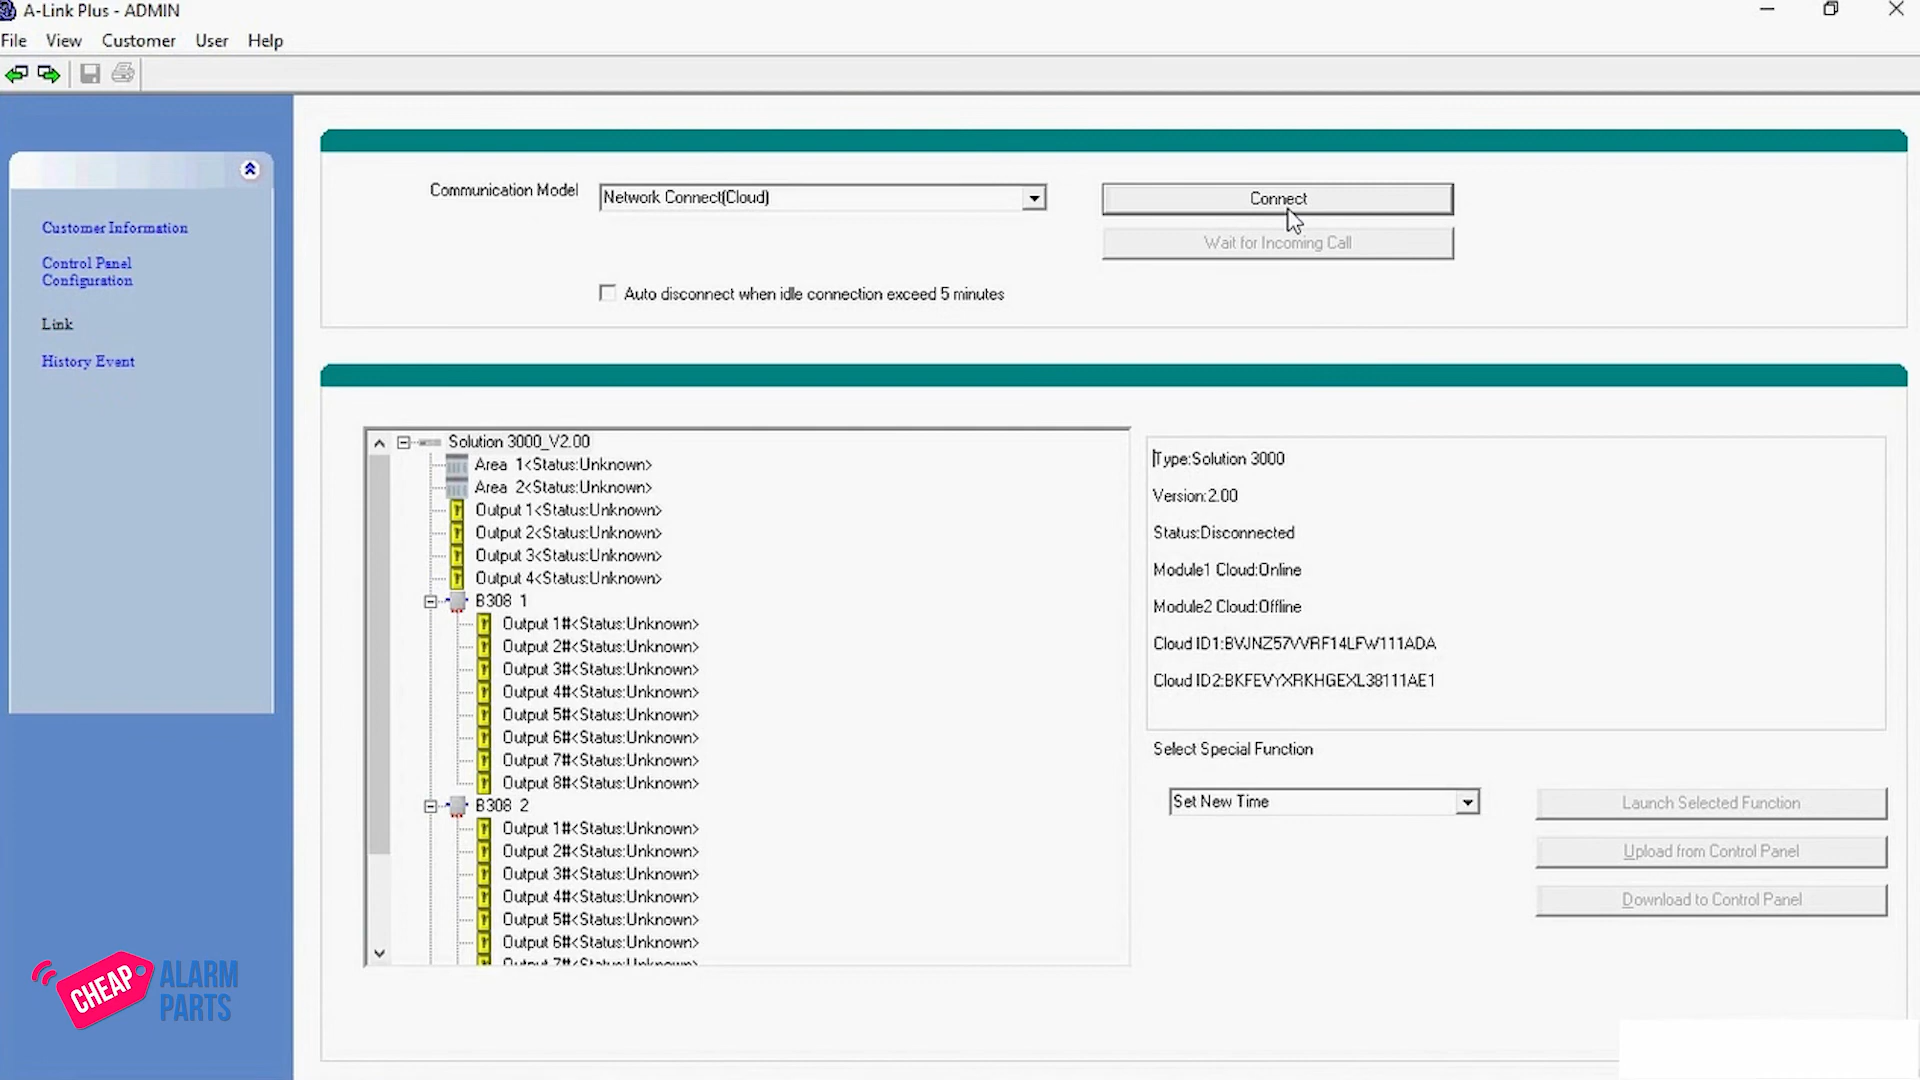 A-Link Plus - ADMIN
File View Customer User Help
Customer Information
Control Panel
Configuration
Link
History Event
Communication Model
Network Connect(Cloud)
Connect
Wait for Incoming Call
Auto disconnect when idle connection exceed 5 minutes
Solution 3000_V2.00
Area 1<Status:Unknown>
Area 2<Status:Unknown>
Output 1<Status:Unknown>
Output 2<Status:Unknown>
Output 3<Status:Unknown>
Output 4<Status:Unknown>
B308 1
Output 1#<Status:Unknown>
Output 2#<Status:Unknown>
Output 3#<Status:Unknown>
Output 4#<Status:Unknown>
Output 5#<Status:Unknown>
Output 6#<Status:Unknown>
Output 7#<Status:Unknown>
Output 8#<Status:Unknown>
B308 2
Output 1#<Status:Unknown>
Output 2#<Status:Unknown>
Output 3#<Status:Unknown>
Output 4#<Status:Unknown>
Output 5#<Status:Unknown>
Output 6#<Status:Unknown>
Output 7#<Status:Unknown>
Type:Solution 3000
Version:2.00
Status:Disconnected
Module1 Cloud:Online
Module2 Cloud:Offline
Cloud ID1:
Cloud ID2:BKFEVYXRKHGEXL38111AE1
Select Special Function
Set New Time
Launch Selected Function
Upload from Control Panel
Download to Control Panel
CHEAP
ALARM
PARTS